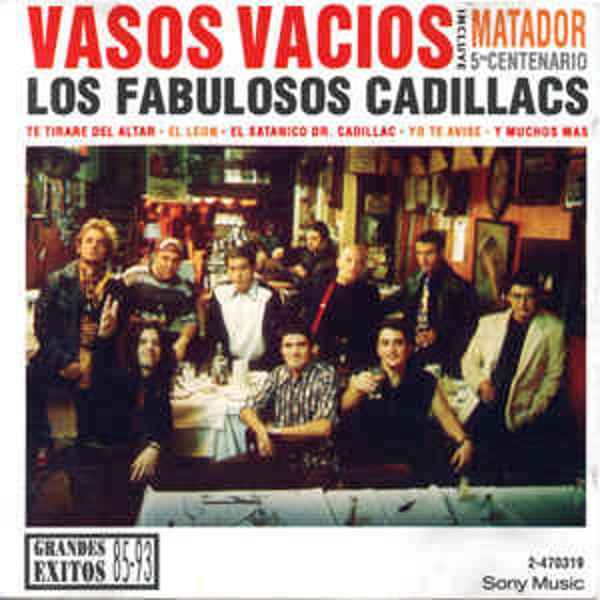 VASOS VACIOS
INCLUYE
MATADOR
5to CENTENARIO
LOS FABULOSOS CADILLACS
TE TIRARE DEL ALTAR • EL LEON • EL SATANICO DR. CADILLAC • YO TE AVISE • Y MUCHOS MAS
GRANDES
EXITOS
85-93
2-470319
Sony Music